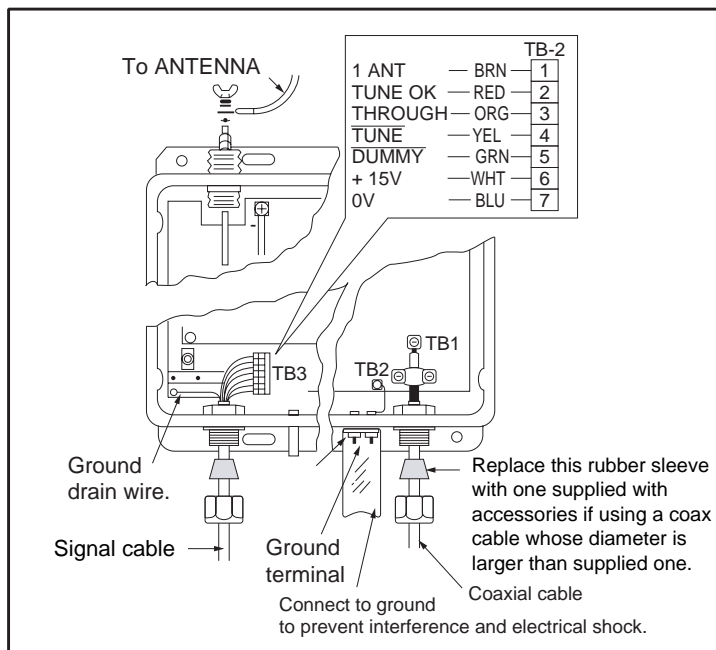 To ANTENNA
TB-2
1 ANT — BRN — 1
TUNE OK — RED — 2
THROUGH — ORG — 3
TUNE — YEL — 4
DUMMY — GRN — 5
+ 15V — WHT — 6
0V — BLU — 7
TB1
TB2
TB3
Ground
drain wire.
Signal cable
Ground
terminal
Connect to ground
to prevent interference and electrical shock.
Replace this rubber sleeve
with one supplied with
accessories if using a coax
cable whose diameter is
larger than supplied one.
Coaxial cable